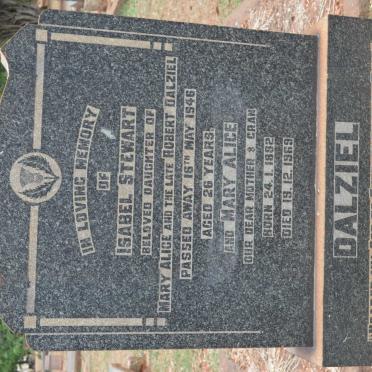 IN LOVING MEMORY
OF
ISABEL STEWART
BELOVED DAUGHTER OF
MARY ALICE AND THE LATE ROBERT DALZIEL
PASSED AWAY 16TH MAY 1946
AGED 26 YEARS.
AND MARY ALICE
OUR DEAR MOTHER & GRAN
BORN 24.1.1892
DIED 19.12.1969
DALZIEL